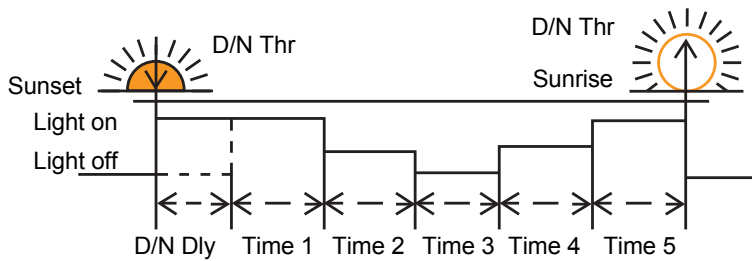 D/N Thr
D/N Thr
Sunset
Sunrise
Light on
Light off
D/N Dly Time 1 Time 2 Time 3 Time 4 Time 5